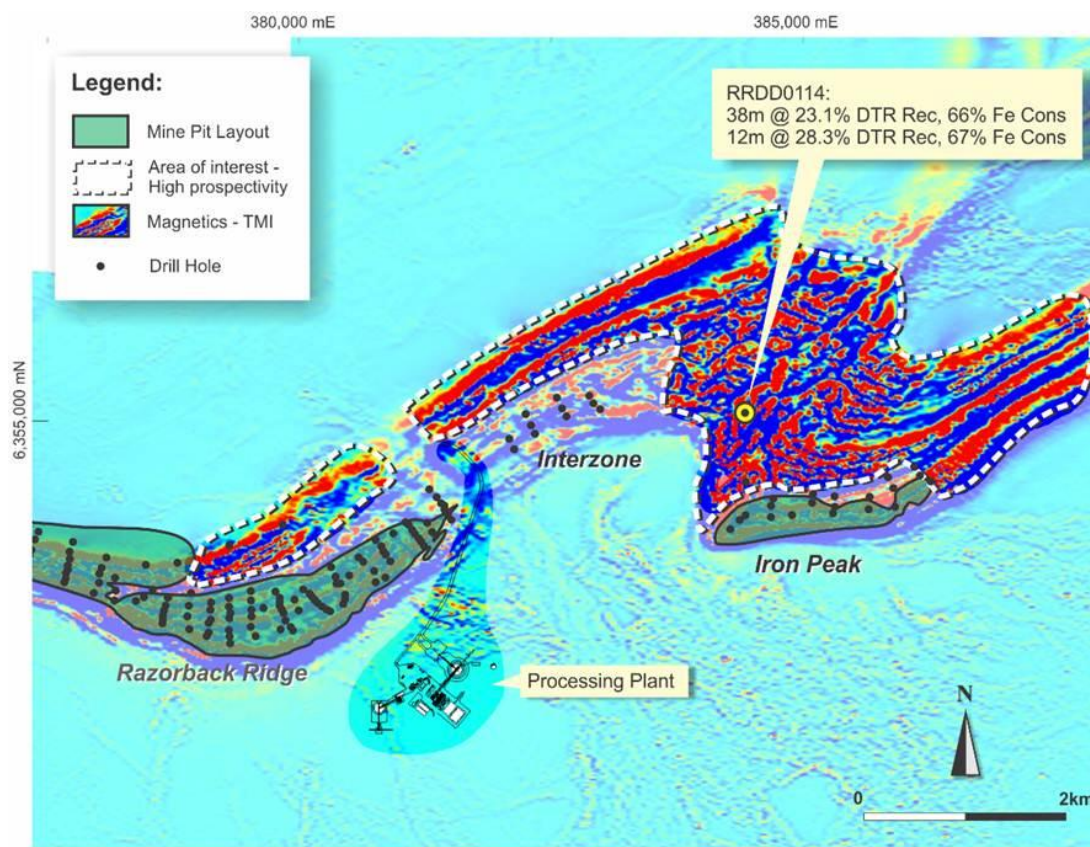 380,000 mE
385,000 mE
Legend:
Mine Pit Layout
Area of interest -
High prospectivity
Magnetics - TMI
Drill Hole
RRDD0114:
38m @ 23.1% DTR Rec, 66% Fe Cons
12m @ 28.3% DTR Rec, 67% Fe Cons
6,355,000 mN
Interzone
Iron Peak
Razorback Ridge
Processing Plant
N
0
2km